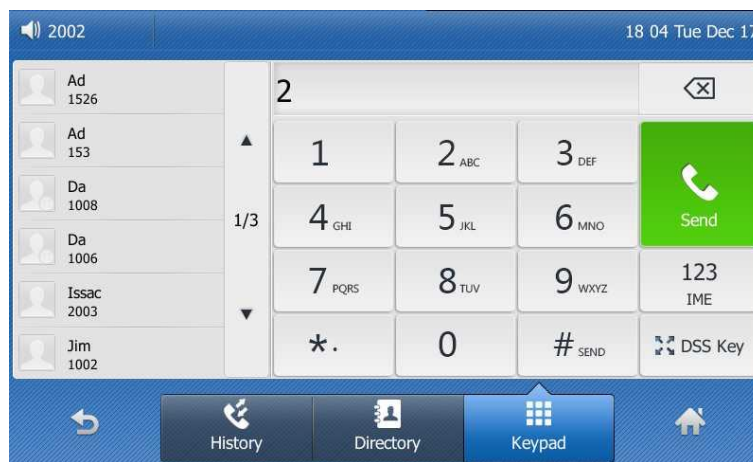 2002
18 04 Tue Dec 17
Ad
1526
Ad
153
Da
1008
Da
1006
Issac
2003
Jim
1002
1/3
2
1
2 ABC
3 DEF
Send
4 GHI
5 JKL
6 MNO
7 PQRS
8 TUV
9 WXYZ
123
IME
*.
0
# SEND
DSS Key
History
Directory
Keypad